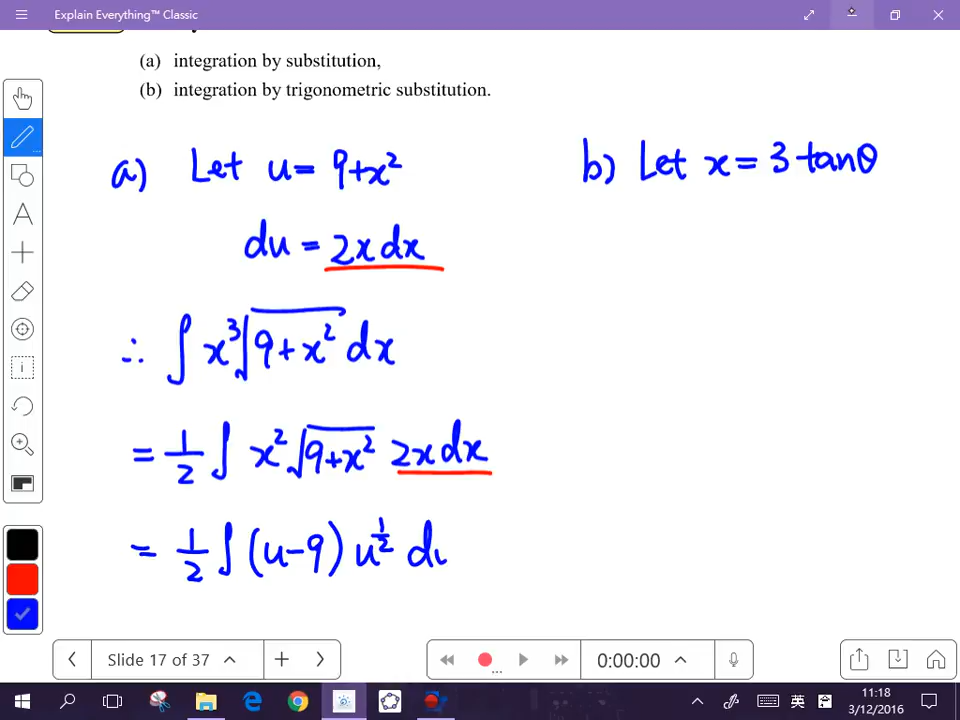 Explain Everything™ Classic
(a) integration by substitution,
(b) integration by trigonometric substitution.
a) Let u = 9+x²
du = 2x dx
∴ ∫ x³√(9+x²) dx
= 1/2 ∫ x² √(9+x²) 2x dx
= 1/2 ∫ (u-9) u^(1/2) du
b) Let x = 3 tanθ
A
i
Slide 17 of 37
0:00:00
英
11:18
3/12/2016